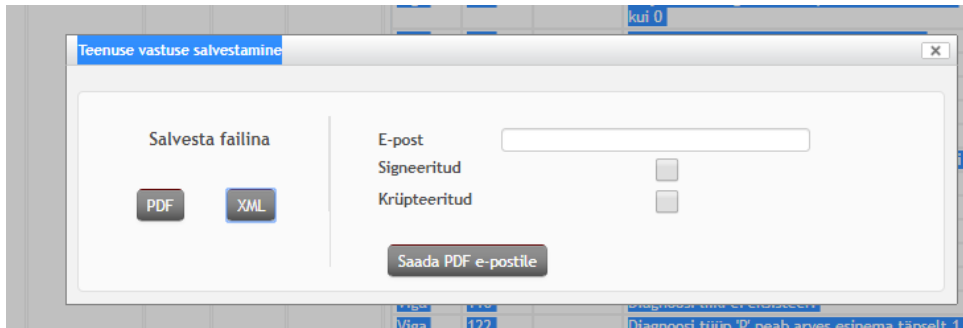 kui 0
Teenuse vastuse salvestamine
x
Salvesta failina
E-post
Signeeritud
PDF
XML
Krüpteeritud
Saada PDF e-postile
Viga 122 Diagnoosi tüüp 'P' peab arves esinema täpselt 1